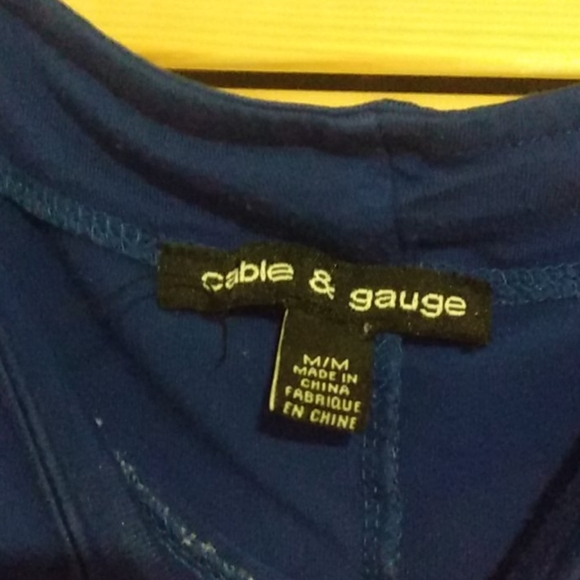 cable & gauge
M/M
MADE IN
CHINA
FABRIQUE
EN CHINE